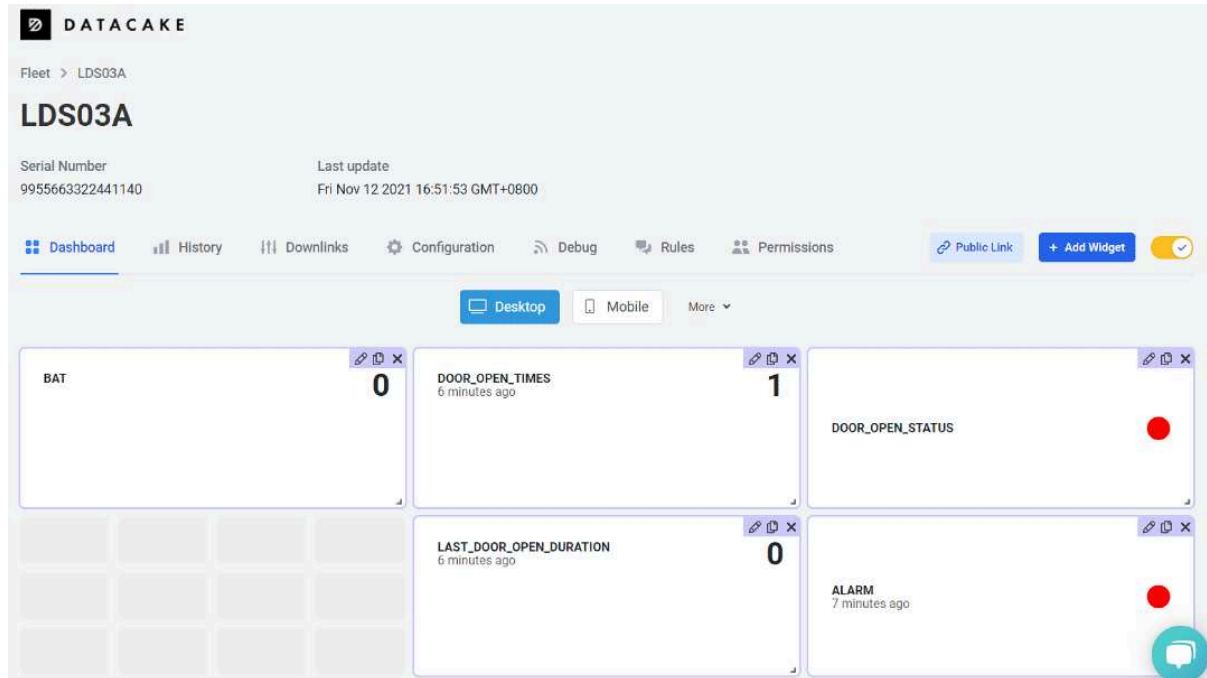 DATACAKE
Fleet > LDS03A
LDS03A
Serial Number
Last update
9955663322441140
Fri Nov 12 2021 16:51:53 GMT+0800
Dashboard
History
Downlinks
Configuration
Debug
Rules
Permissions
Public Link
+ Add Widget
Desktop
Mobile
More
BAT
0
DOOR_OPEN_TIMES
6 minutes ago
1
DOOR_OPEN_STATUS
LAST_DOOR_OPEN_DURATION
6 minutes ago
0
ALARM
7 minutes ago